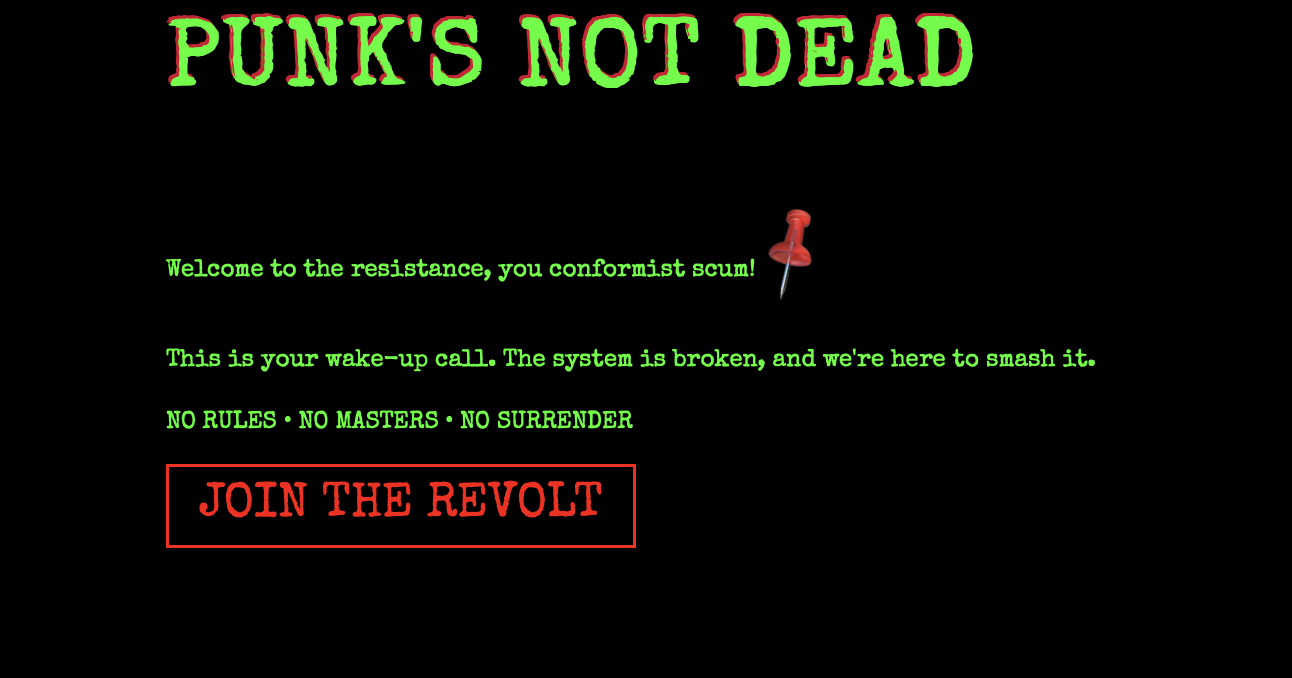 PUNK'S NOT DEAD
Welcome to the resistance, you conformist scum!
This is your wake-up call. The system is broken, and we're here to smash it.
NO RULES • NO MASTERS • NO SURRENDER
JOIN THE REVOLT